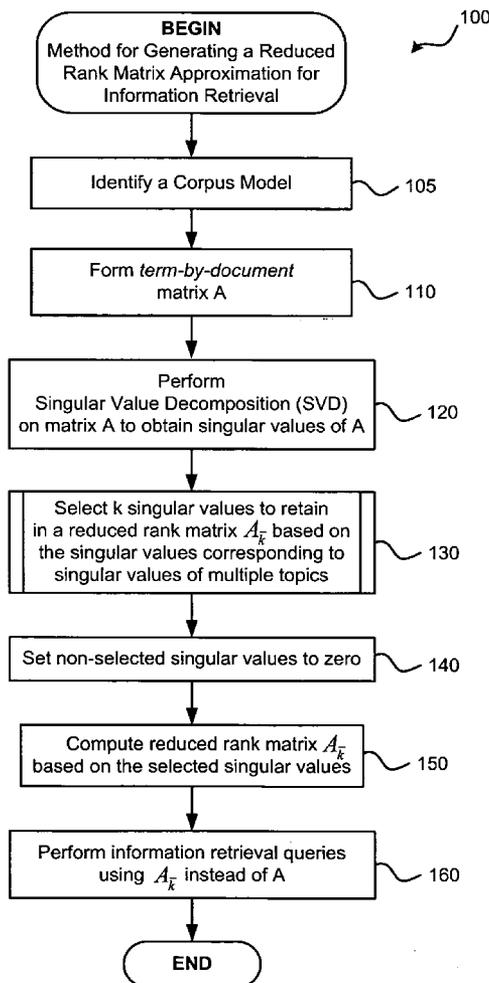 100
BEGIN
Method for Generating a Reduced
Rank Matrix Approximation for
Information Retrieval
Identify a Corpus Model
105
Form term-by-document
matrix A
110
Perform
Singular Value Decomposition (SVD)
on matrix A to obtain singular values of A
120
Select k singular values to retain
in a reduced rank matrix A_k̄ based on
the singular values corresponding to
singular values of multiple topics
130
Set non-selected singular values to zero
140
Compute reduced rank matrix A_k̄
based on the selected singular values
150
Perform information retrieval queries
using A_k̄ instead of A
160
END